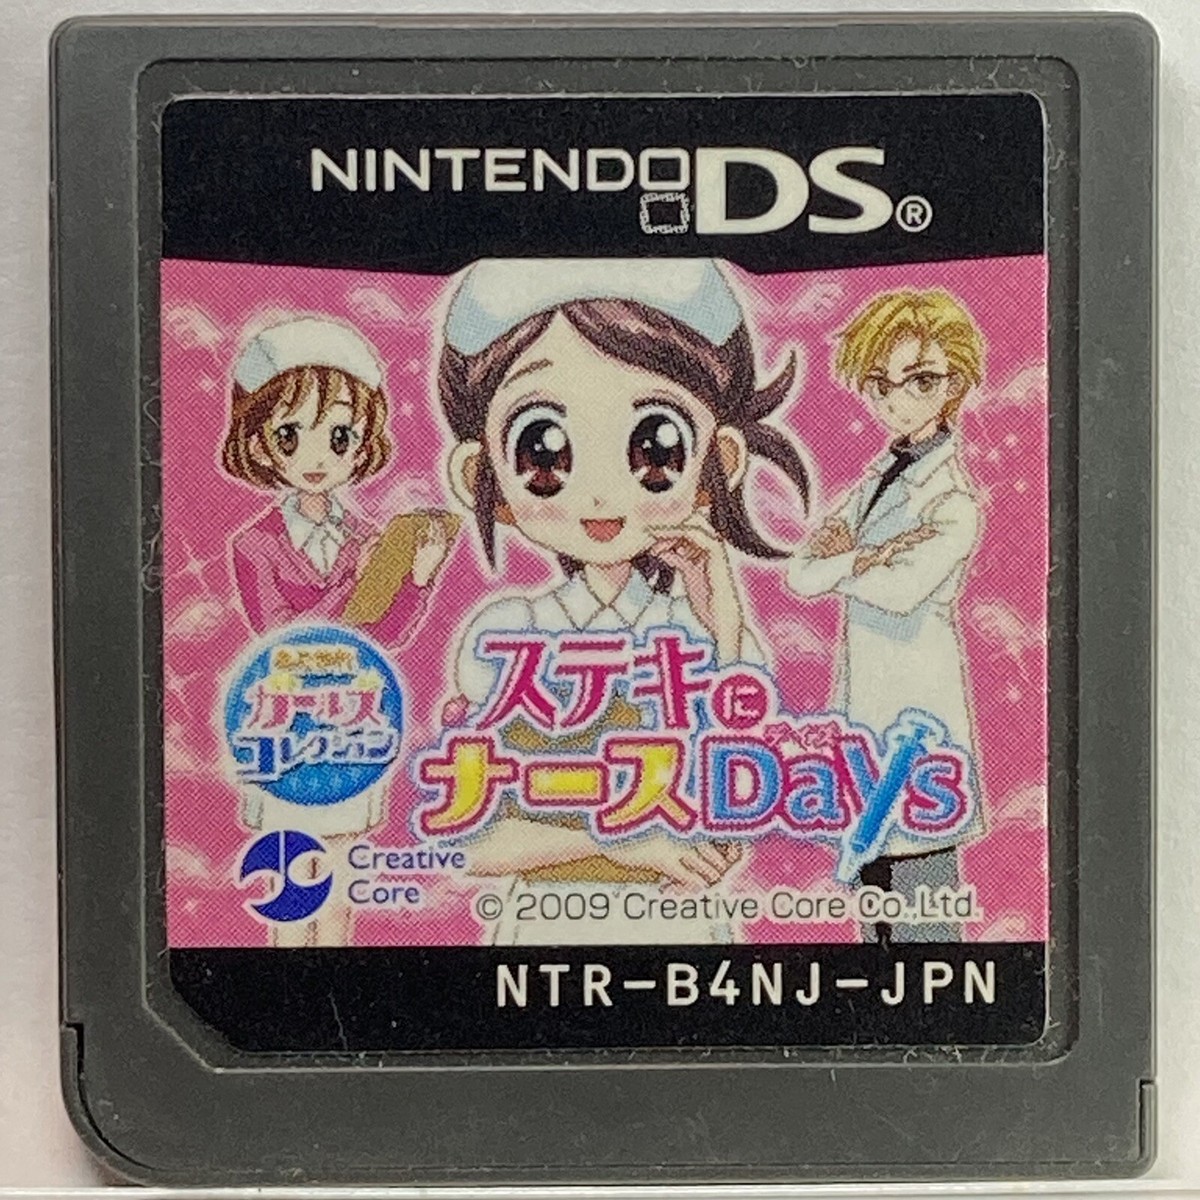 NINTENDO DS®
ステキに
ナースDays
デイズ
ガールズ
コレクション
Creative
Core
© 2009 Creative Core Co.,Ltd.
NTR-B4NJ-JPN